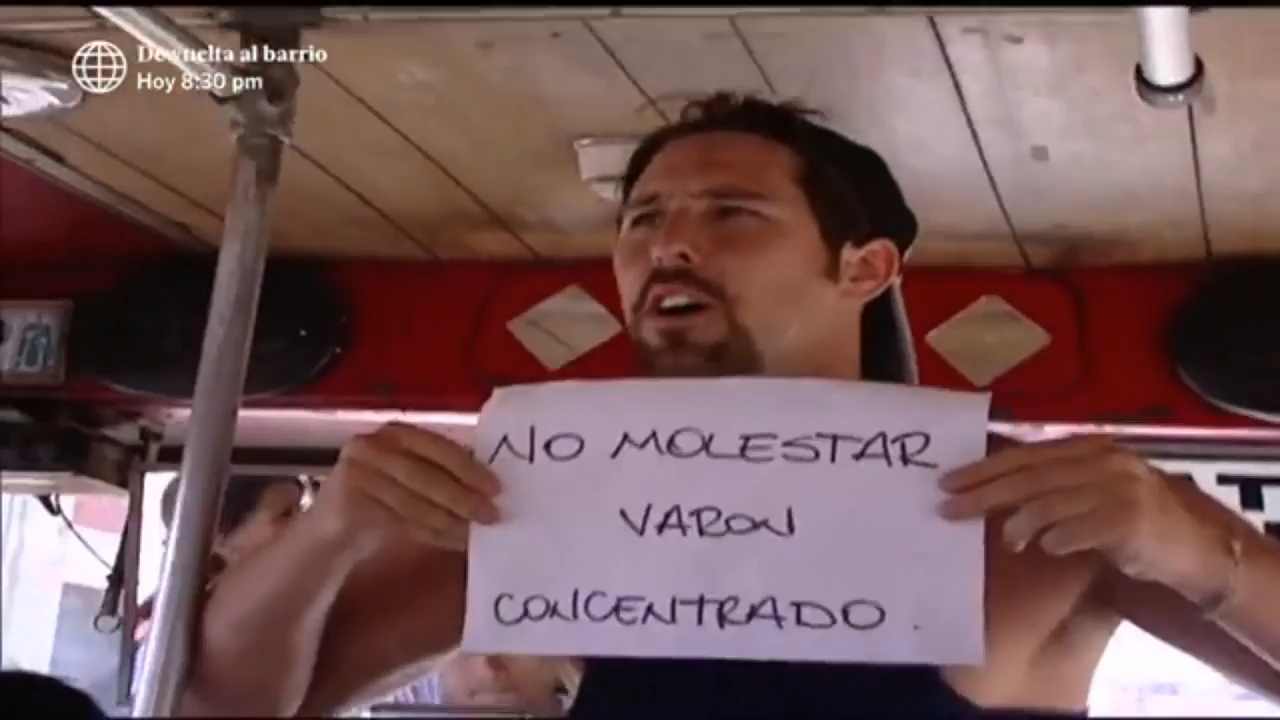 De vuelta al barrio
Hoy 8:30 pm
NO MOLESTAR
VARON
CONCENTRADO.